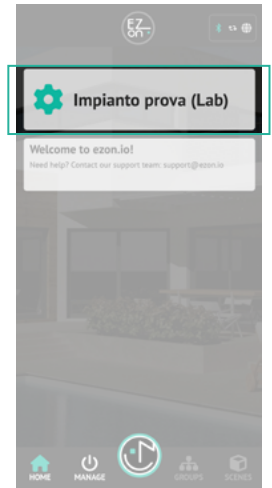 EZ
on
Impianto prova (Lab)
Welcome to ezon.io!
Need help? Contact our support team: support@ezon.io
HOME
MANAGE
GROUPS
SCENES